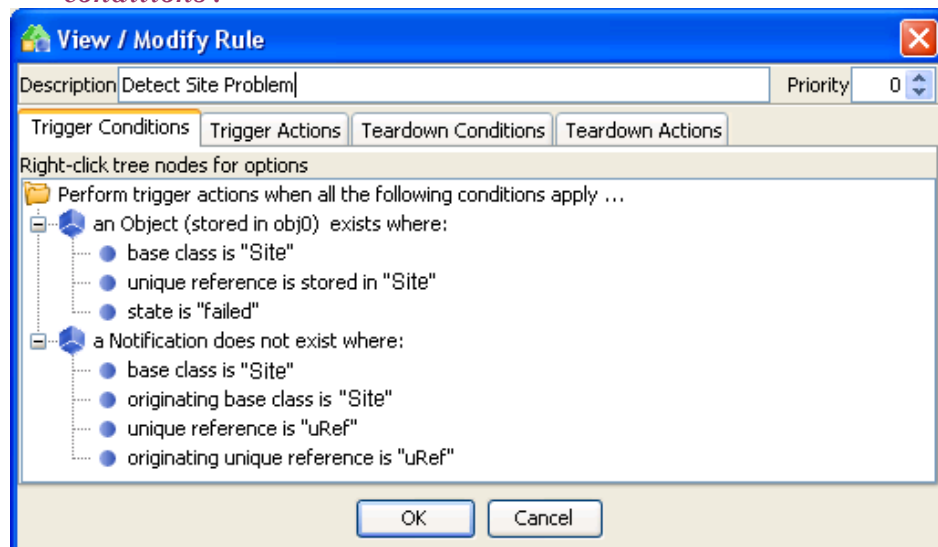 conditions?
View / Modify Rule
Description Detect Site Problem Priority 0
Trigger Conditions Trigger Actions Teardown Conditions Teardown Actions
Right-click tree nodes for options
Perform trigger actions when all the following conditions apply ...
an Object (stored in obj0) exists where:
base class is "Site"
unique reference is stored in "Site"
state is "failed"
a Notification does not exist where:
base class is "Site"
originating base class is "Site"
unique reference is "uRef"
originating unique reference is "uRef"
OK Cancel